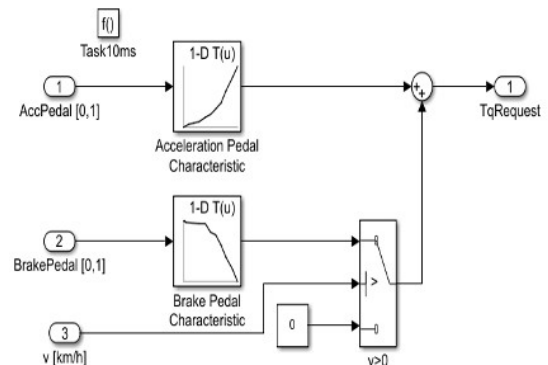 f()
Task10ms
1-D T(u)
1
AccPedal [0,1]
Acceleration Pedal
Characteristic
+
+
1
TqRequest
1-D T(u)
2
BrakePedal [0,1]
Brake Pedal
Characteristic
>
0
3
v [km/h]
v>0